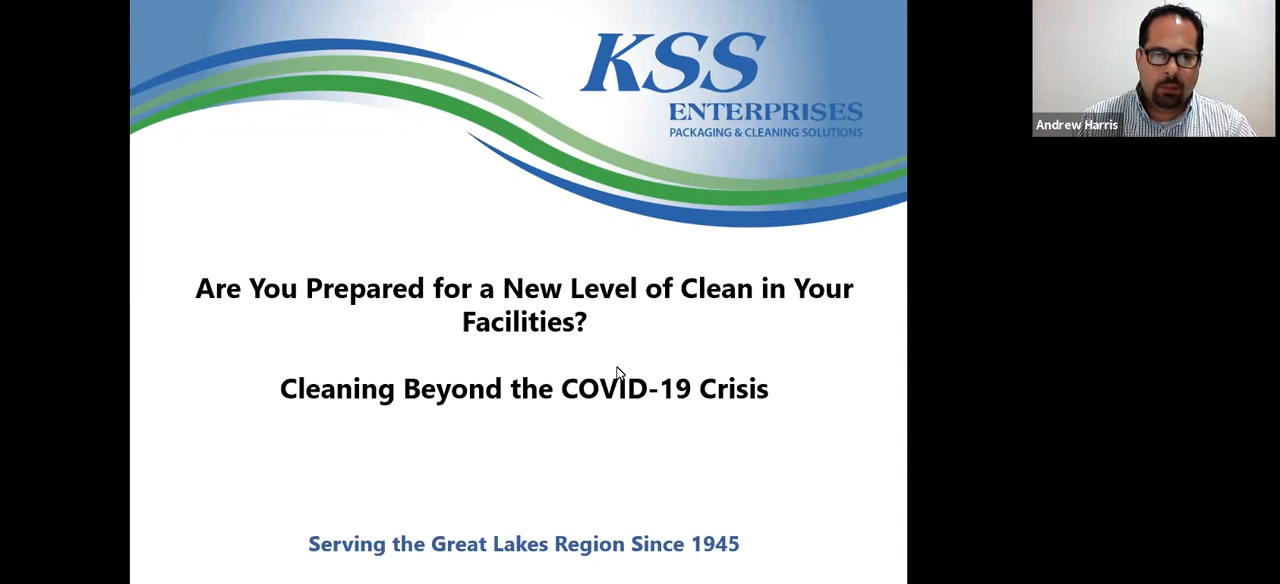 KSS
ENTERPRISES
PACKAGING & CLEANING SOLUTIONS
Andrew Harris
Are You Prepared for a New Level of Clean in Your
Facilities?
Cleaning Beyond the COVID-19 Crisis
Serving the Great Lakes Region Since 1945